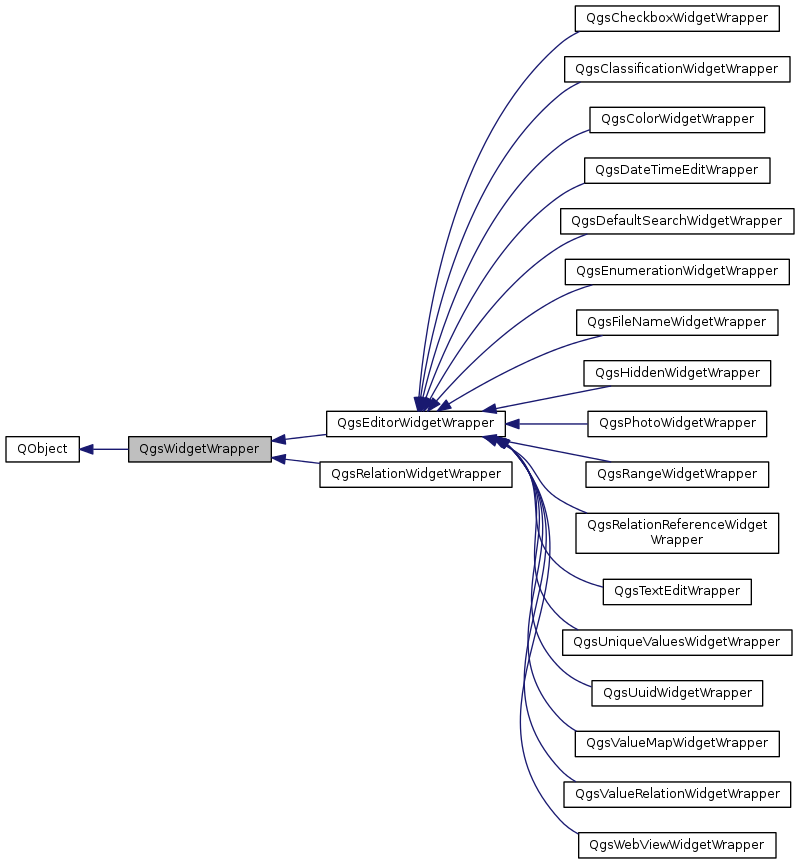 QgsCheckboxWidgetWrapper
QgsClassificationWidgetWrapper
QgsColorWidgetWrapper
QgsDateTimeEditWrapper
QgsDefaultSearchWidgetWrapper
QgsEnumerationWidgetWrapper
QgsFileNameWidgetWrapper
QgsHiddenWidgetWrapper
QgsEditorWidgetWrapper
QgsPhotoWidgetWrapper
QObject
QgsWidgetWrapper
QgsRelationWidgetWrapper
QgsRangeWidgetWrapper
QgsRelationReferenceWidget
Wrapper
QgsTextEditWrapper
QgsUniqueValuesWidgetWrapper
QgsUuidWidgetWrapper
QgsValueMapWidgetWrapper
QgsValueRelationWidgetWrapper
QgsWebViewWidgetWrapper